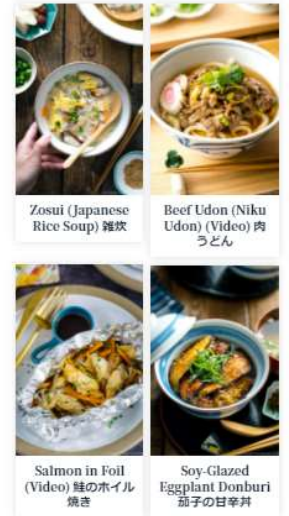 Zosui (Japanese
Rice Soup) 雑炊
Beef Udon (Niku
Udon) (Video) 肉
うどん
Salmon in Foil
(Video) 鮭のホイル
焼き
Soy-Glazed
Eggplant Donburi
茄子の甘辛丼